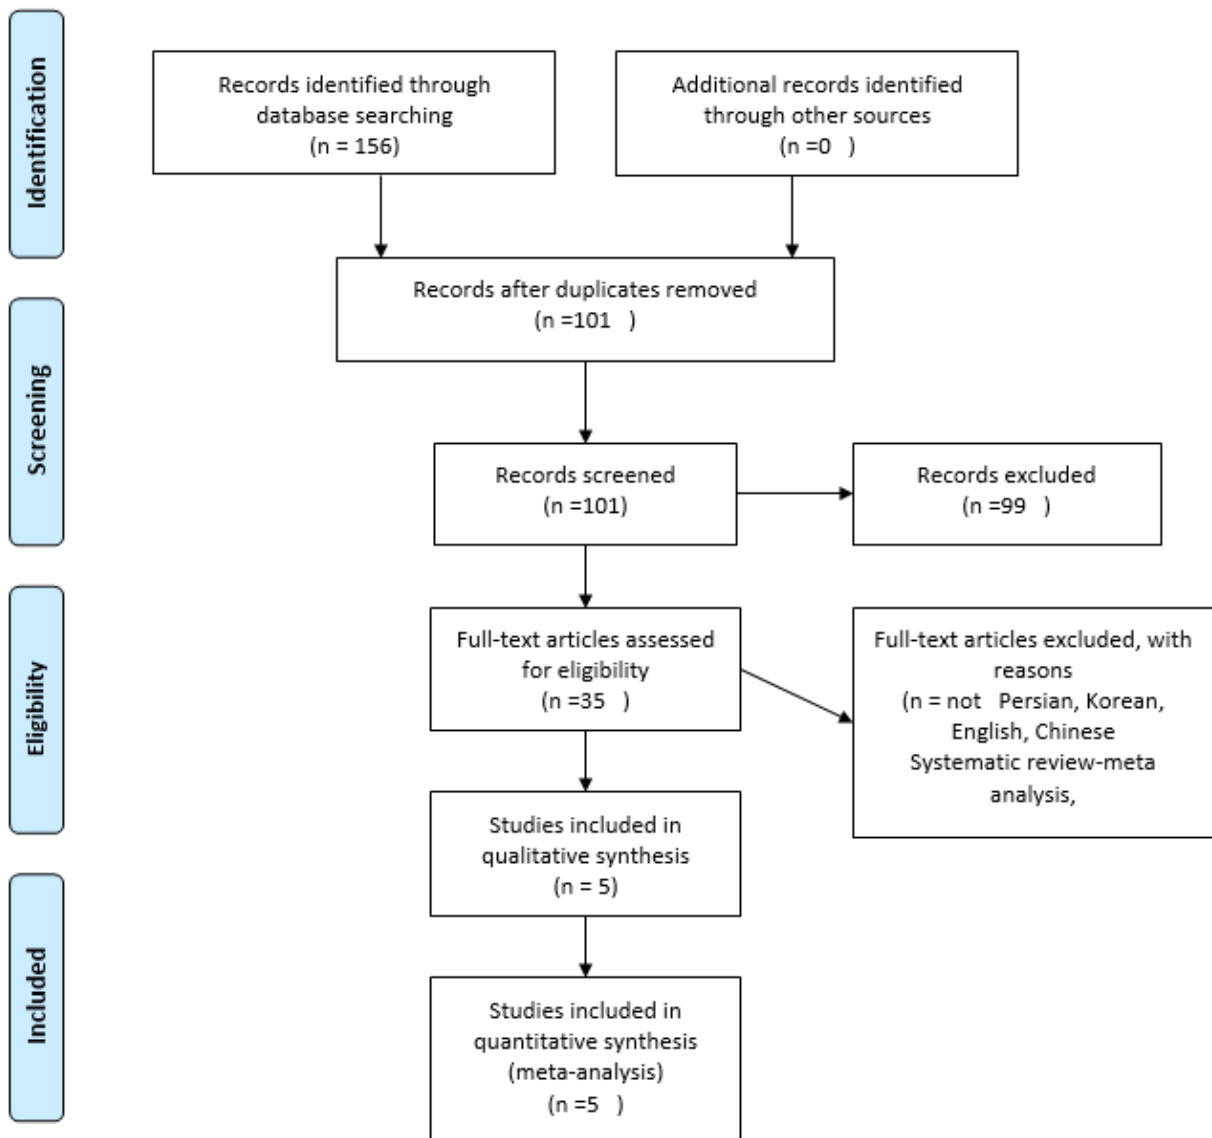 Identification
Records identified through
database searching
(n = 156)
Additional records identified
through other sources
(n =0   )
Records after duplicates removed
(n =101   )
Screening
Records screened
(n =101)
Records excluded
(n =99   )
Eligibility
Full-text articles assessed
for eligibility
(n =35   )
Full-text articles excluded, with
reasons
(n = not   Persian, Korean,
English, Chinese
Systematic review-meta
analysis,
Studies included in
qualitative synthesis
(n = 5)
Included
Studies included in
quantitative synthesis
(meta-analysis)
(n =5   )